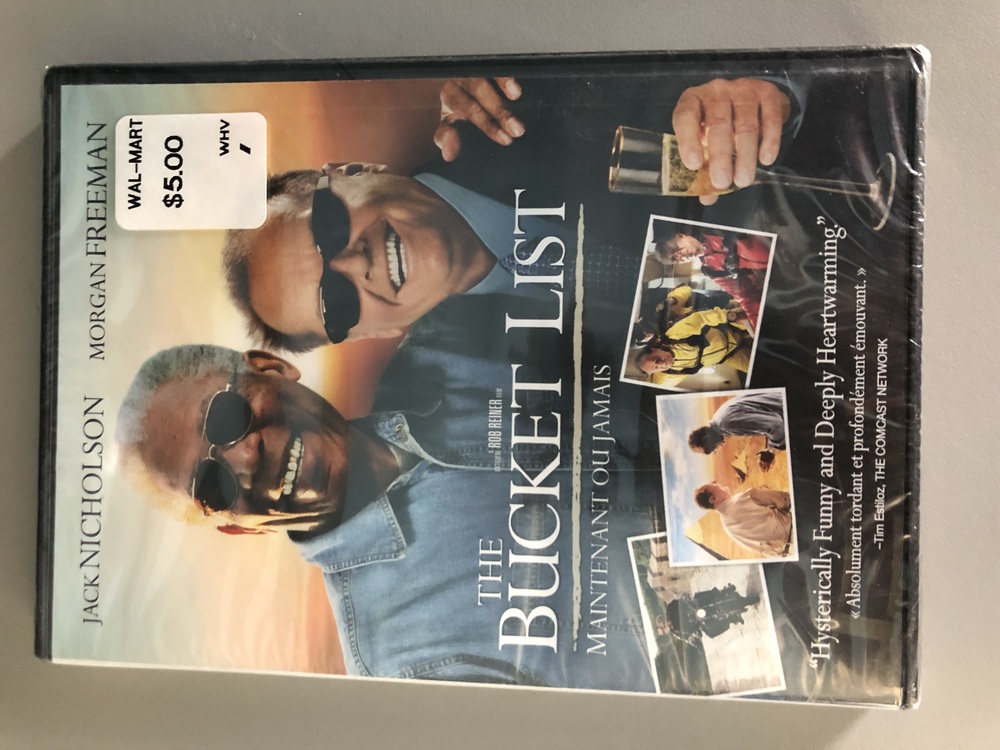 JACK NICHOLSON MORGAN FREEMAN
WAL-MART
$5.00
WHV
THE
ROB REINER
BUCKET LIST
MAINTENANT OU JAMAIS
“Hysterically Funny and Deeply Heartwarming.”
« Absolument tordant et profondément émouvant. »
–Tim Estiloz, THE COMCAST NETWORK